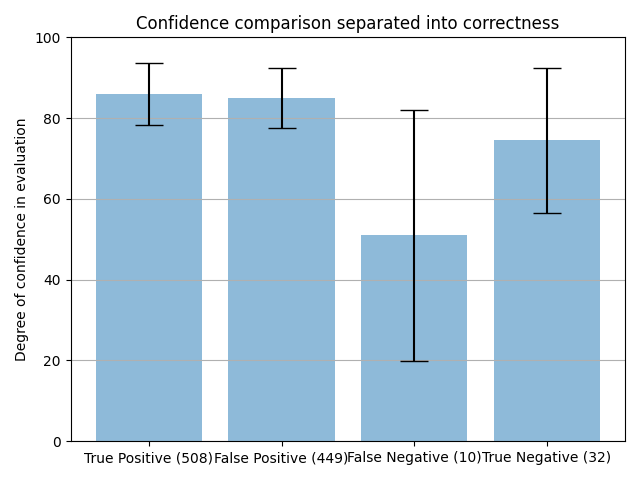 Confidence comparison separated into correctness
Degree of confidence in evaluation
100
80
60
40
20
0
True Positive (508)
False Positive (449)
False Negative (10)
True Negative (32)